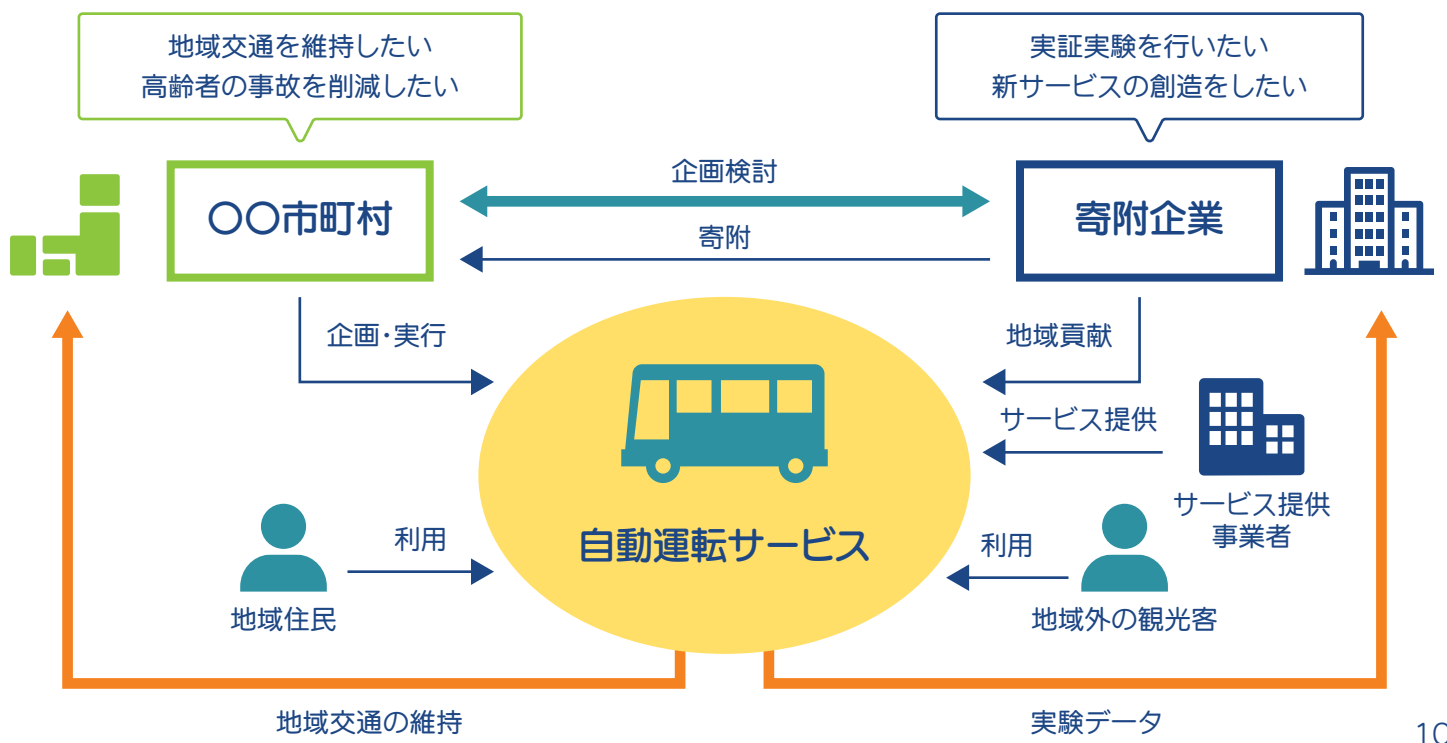 地域交通を維持したい
高齢者の事故を削減したい
実証実験を行いたい
新サービスの創造をしたい
〇〇市町村
企画検討
寄附
寄附企業
企画・実行
地域貢献
サービス提供
サービス提供
事業者
自動運転サービス
利用
地域住民
利用
地域外の観光客
地域交通の維持
実験データ
10